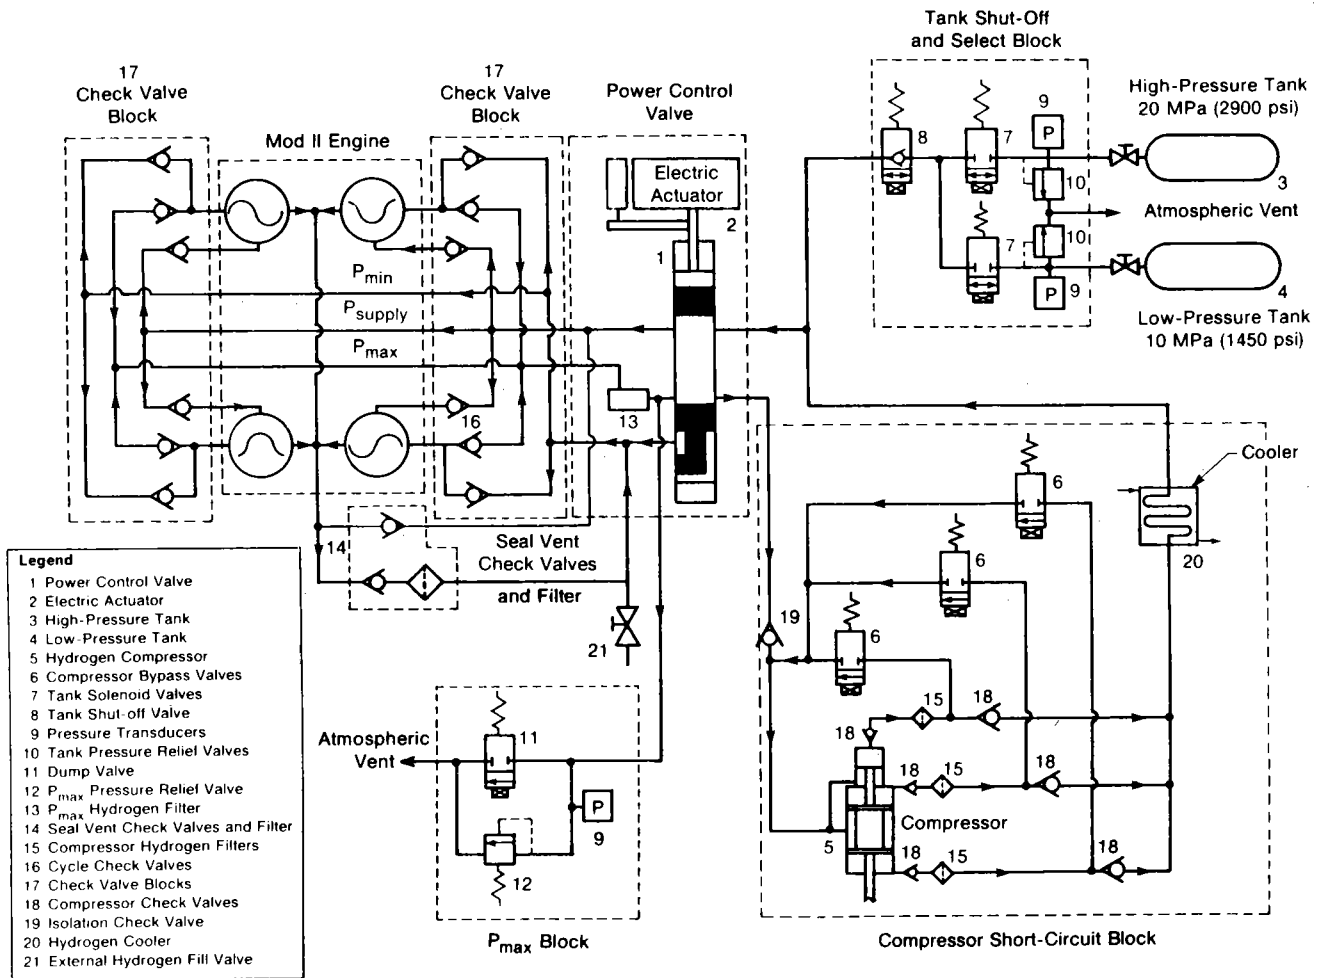 Tank Shut-Off
and Select Block
17
Check Valve
Block
17
Check Valve
Block
Power Control
Valve
High-Pressure Tank
20 MPa (2900 psi)
Mod II Engine
9
P
8
7
Electric
Actuator
10
3
2
Atmospheric Vent
1
7
10
Pmin
P
9
4
Psupply
Low-Pressure Tank
10 MPa (1450 psi)
Pmax
13
16
Cooler
6
14
Seal Vent
Check Valves
and Filter
6
20
Legend
1 Power Control Valve
2 Electric Actuator
3 High-Pressure Tank
4 Low-Pressure Tank
5 Hydrogen Compressor
6 Compressor Bypass Valves
7 Tank Solenoid Valves
8 Tank Shut-off Valve
9 Pressure Transducers
10 Tank Pressure Relief Valves
11 Dump Valve
12 Pmax Pressure Relief Valve
13 Pmax Hydrogen Filter
14 Seal Vent Check Valves and Filter
15 Compressor Hydrogen Filters
16 Cycle Check Valves
17 Check Valve Blocks
18 Compressor Check Valves
19 Isolation Check Valve
20 Hydrogen Cooler
21 External Hydrogen Fill Valve
19
21
6
15
18
Atmospheric
Vent
11
18
18
15
18
P
9
Compressor
5
18
15
18
12
Pmax Block
Compressor Short-Circuit Block